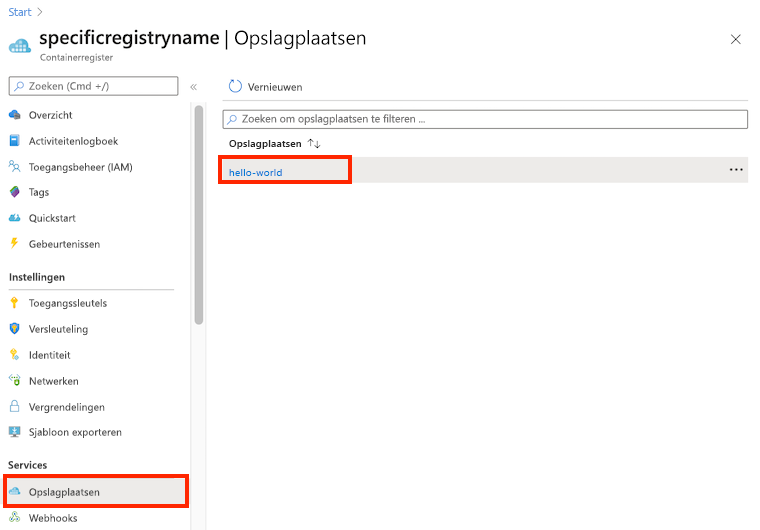 Start >
specificregistryname | Opslagplaatsen
Containerregister
Zoeken (Cmd +/)
«
Vernieuwen
Overzicht
Activiteitenlogboek
Toegangsbeheer (IAM)
Tags
Quickstart
Gebeurtenissen
Instellingen
Toegangssleutels
Versleuteling
Identiteit
Netwerken
Vergrendelingen
Sjabloon exporteren
Services
Opslagplaatsen
Webhooks
Zoeken om opslagplaatsen te filteren ...
Opslagplaatsen ↑↓
hello-world